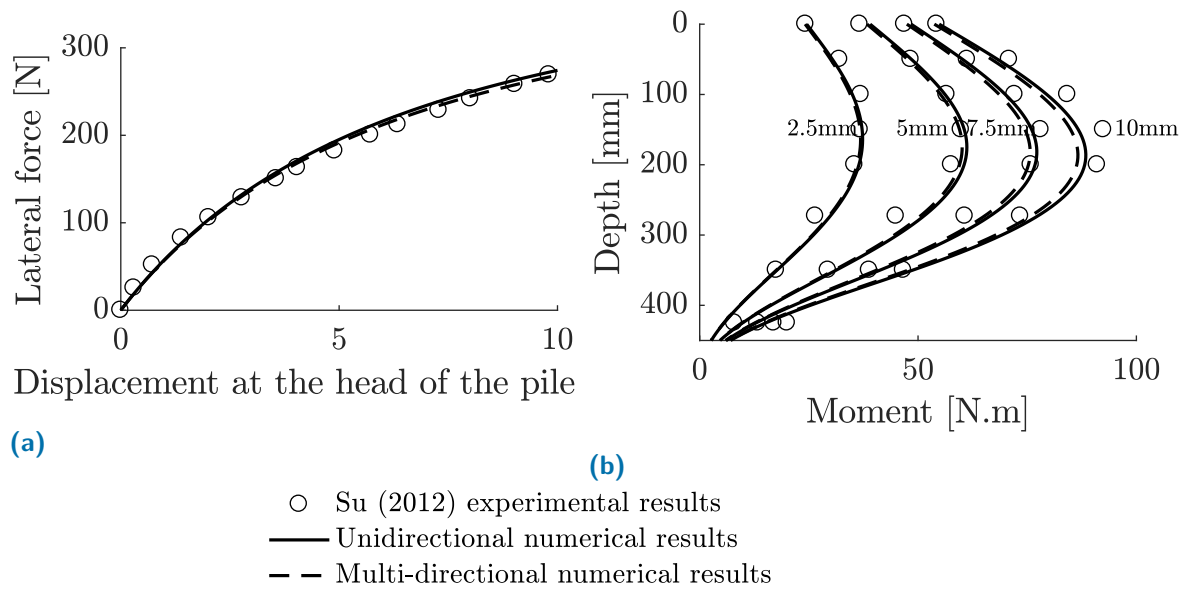 300
200
100
0
Lateral force [N]
0
5
10
Displacement at the head of the pile
(a)
0
100
200
300
400
Depth [mm]
2.5mm
5mm
7.5mm
10mm
0
50
100
Moment [N.m]
(b)
Su (2012) experimental results
Unidirectional numerical results
Multi-directional numerical results